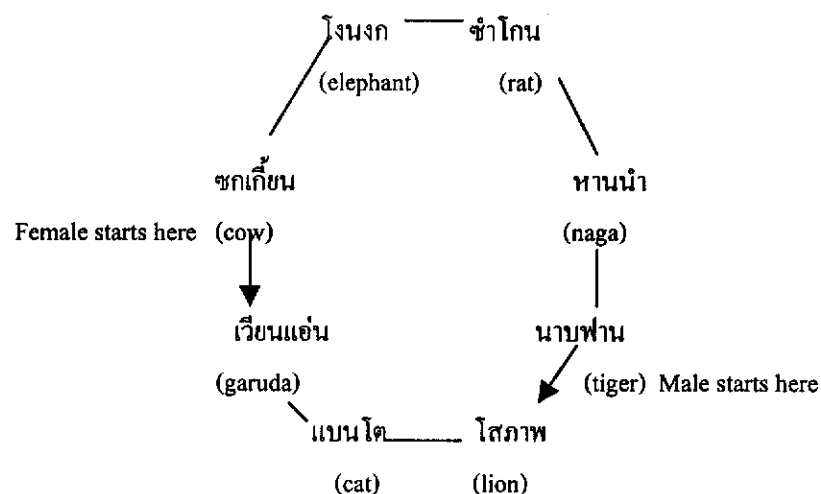 โงนงก ซำโกน
(elephant) (rat)
ซกเกี้ยน หานนำ
Female starts here (cow) (naga)
เวียนแอ่น นาบฟาน
(garuda) (tiger) Male starts here
แบนโต โสภาพ
(cat) (lion)